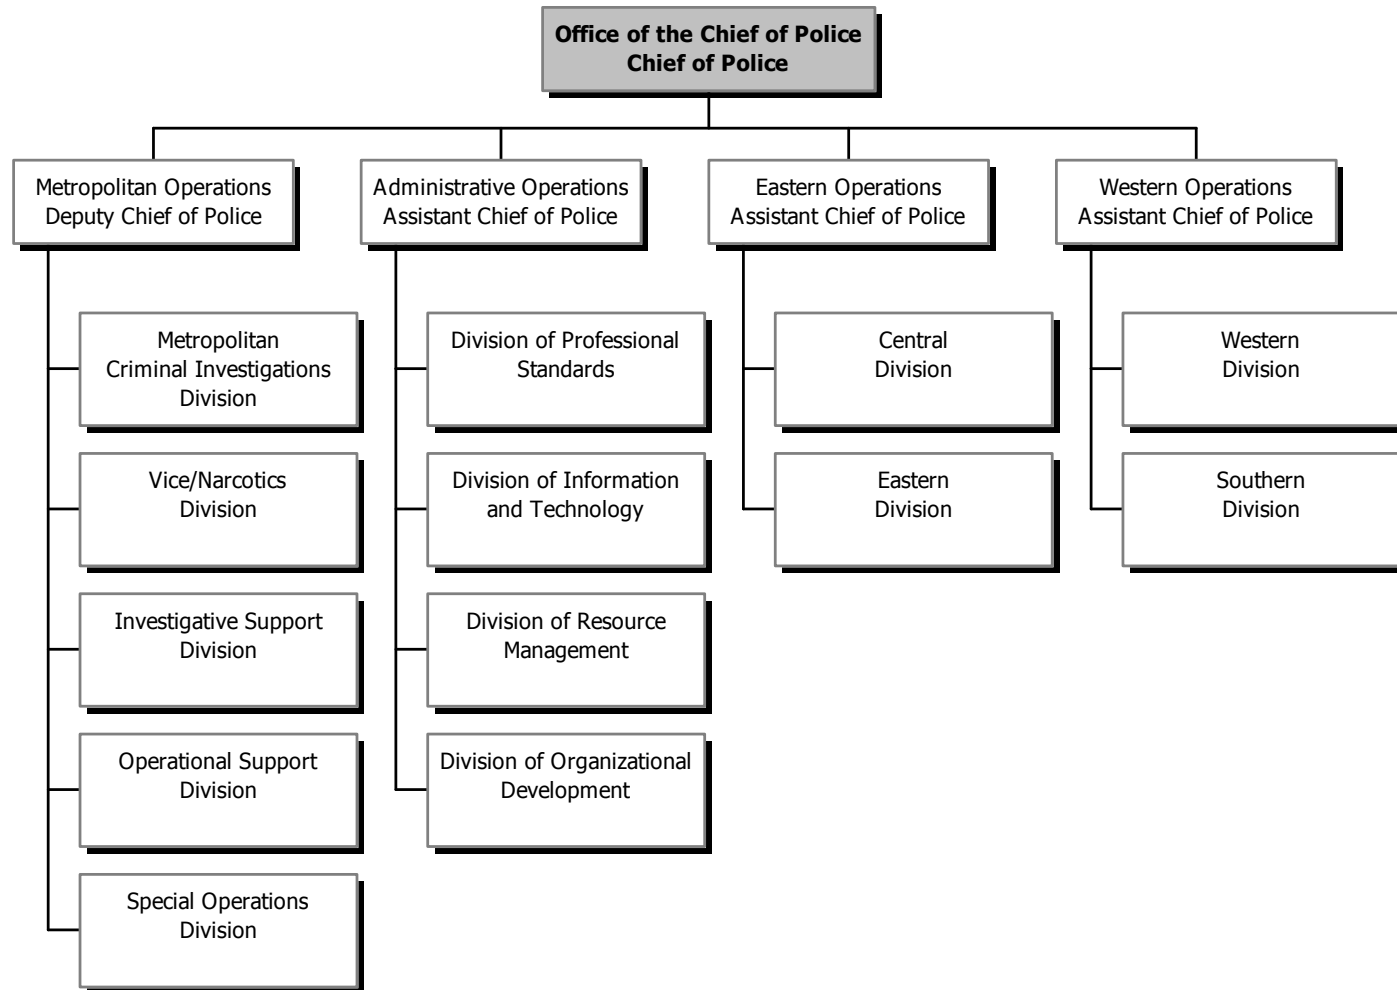 Office of the Chief of Police
Chief of Police
Metropolitan Operations
Deputy Chief of Police
Administrative Operations
Assistant Chief of Police
Eastern Operations
Assistant Chief of Police
Western Operations
Assistant Chief of Police
Metropolitan
Criminal Investigations
Division
Vice/Narcotics
Division
Investigative Support
Division
Operational Support
Division
Special Operations
Division
Division of Professional
Standards
Division of Information
and Technology
Division of Resource
Management
Division of Organizational
Development
Central
Division
Eastern
Division
Western
Division
Southern
Division